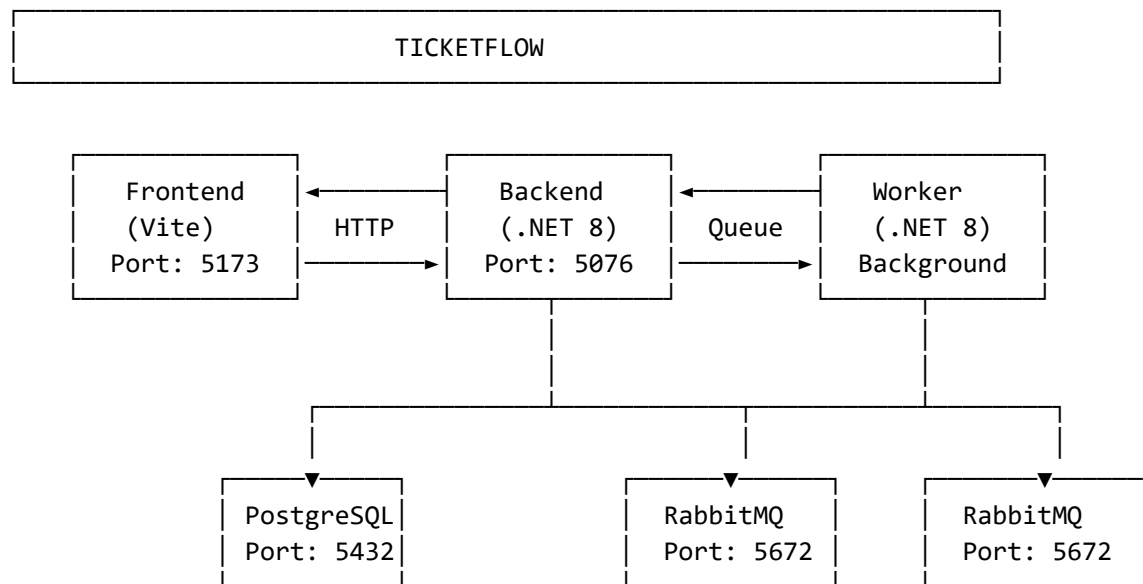 TICKETFLOW
Frontend
(Vite)
Port: 5173
HTTP
Backend
(.NET 8)
Port: 5076
Queue
Worker
(.NET 8)
Background
PostgreSQL
Port: 5432
RabbitMQ
Port: 5672
RabbitMQ
Port: 5672